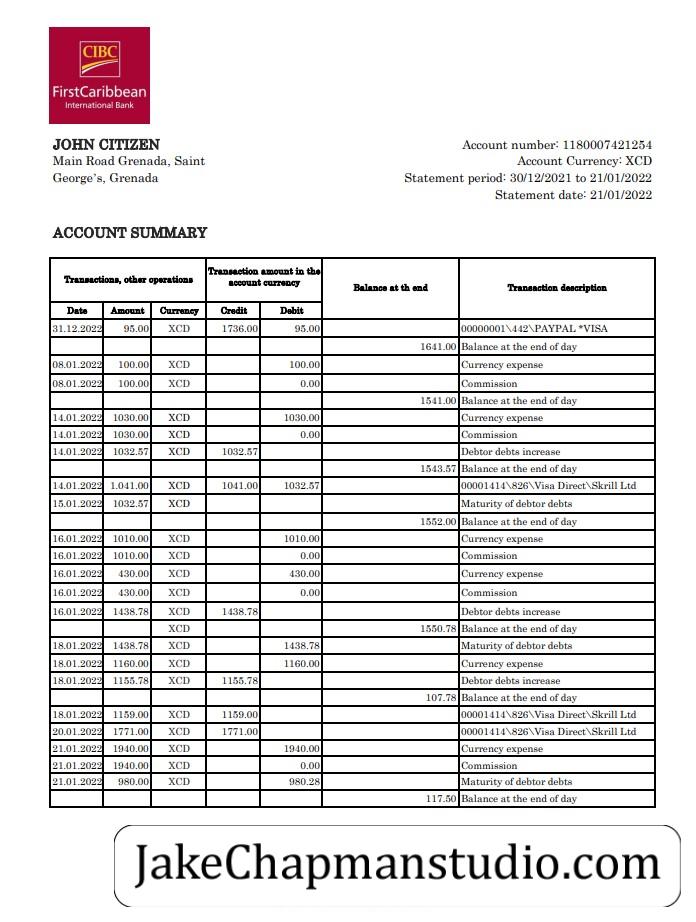 CIBC
FirstCaribbean
International Bank
JOHN CITIZEN
Main Road Grenada, Saint
George's, Grenada
Account number: 1180007421254
Account Currency: XCD
Statement period: 30/12/2021 to 21/01/2022
Statement date: 21/01/2022
ACCOUNT SUMMARY
Transactions, other operations
Transaction amount in the
account currency
Balance at th end
Transaction description
Date Amount Currency Credit Debit
31.12.2022 95.00 XCD 1736.00 95.00 00000001\442\PAYPAL *VISA
1641.00 Balance at the end of day
08.01.2022 100.00 XCD 100.00 Currency expense
08.01.2022 100.00 XCD 0.00 Commission
1541.00 Balance at the end of day
14.01.2022 1030.00 XCD 1030.00 Currency expense
14.01.2022 1030.00 XCD 0.00 Commission
14.01.2022 1032.57 XCD 1032.57 Debtor debts increase
1543.57 Balance at the end of day
14.01.2022 1.041.00 XCD 1041.00 1032.57 00001414\826\Visa Direct\Skrill Ltd
15.01.2022 1032.57 XCD Maturity of debtor debts
1552.00 Balance at the end of day
16.01.2022 1010.00 XCD 1010.00 Currency expense
16.01.2022 1010.00 XCD 0.00 Commission
16.01.2022 430.00 XCD 430.00 Currency expense
16.01.2022 430.00 XCD 0.00 Commission
16.01.2022 1438.78 XCD 1438.78 Debtor debts increase
XCD 1550.78 Balance at the end of day
18.01.2022 1438.78 XCD 1438.78 Maturity of debtor debts
18.01.2022 1160.00 XCD 1160.00 Currency expense
18.01.2022 1155.78 XCD 1155.78 Debtor debts increase
107.78 Balance at the end of day
18.01.2022 1159.00 XCD 1159.00 00001414\826\Visa Direct\Skrill Ltd
20.01.2022 1771.00 XCD 1771.00 00001414\826\Visa Direct\Skrill Ltd
21.01.2022 1940.00 XCD 1940.00 Currency expense
21.01.2022 1940.00 XCD 0.00 Commission
21.01.2022 980.00 XCD 980.28 Maturity of debtor debts
117.50 Balance at the end of day
JakeChapmanstudio.com